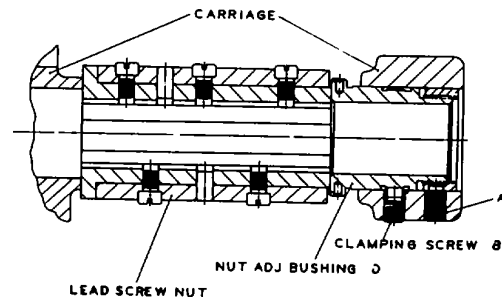 CARRIAGE
A
CLAMPING SCREW B
NUT ADJ BUSHING D
LEAD SCREW NUT